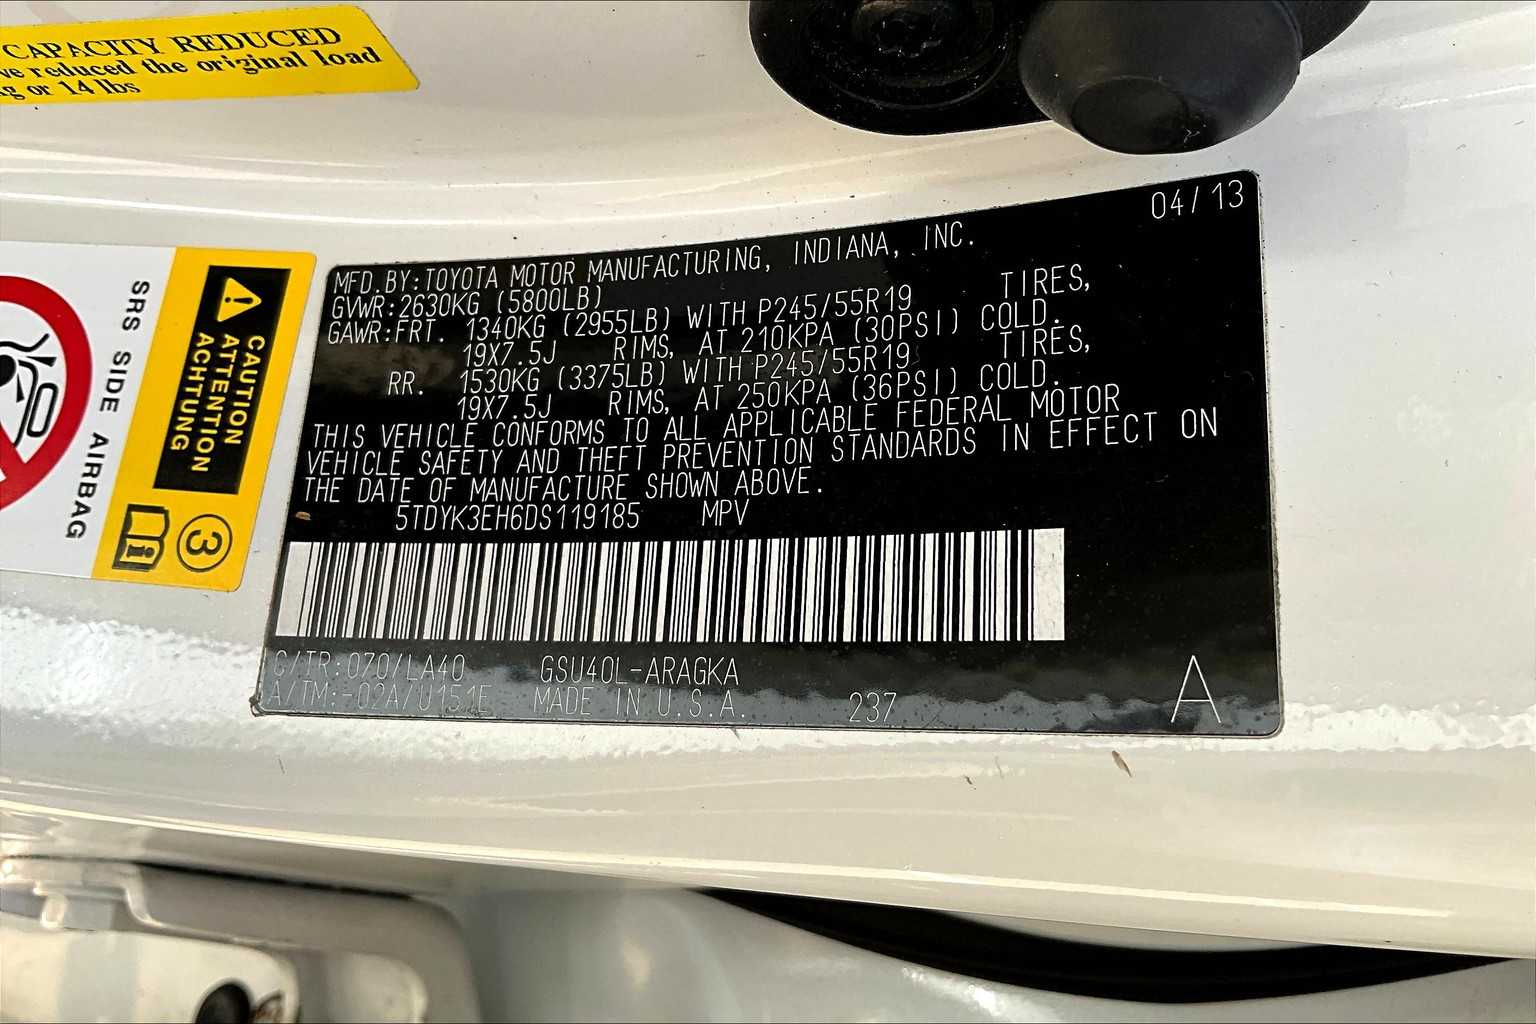 CAPACITY REDUCED
ve reduced the original load
kg or 14 lbs
SRS SIDE AIRBAG
CAUTION
ATTENTION
ACHTUNG
3
04/13
MFD.BY:TOYOTA MOTOR MANUFACTURING, INDIANA, INC.
GVWR:2630KG (5800LB)
GAWR:FRT. 1340KG (2955LB) WITH P245/55R19 TIRES,
19X7.5J RIMS, AT 210KPA (30PSI) COLD.
RR. 1530KG (3375LB) WITH P245/55R19 TIRES,
19X7.5J RIMS, AT 250KPA (36PSI) COLD.
THIS VEHICLE CONFORMS TO ALL APPLICABLE FEDERAL MOTOR
VEHICLE SAFETY AND THEFT PREVENTION STANDARDS IN EFFECT ON
THE DATE OF MANUFACTURE SHOWN ABOVE.
5TDYK3EH6DS119185 MPV
C/TR:070/LA40 GSU40L-ARAGKA
A/TM:-02A/U151E MADE IN U.S.A. 237 A